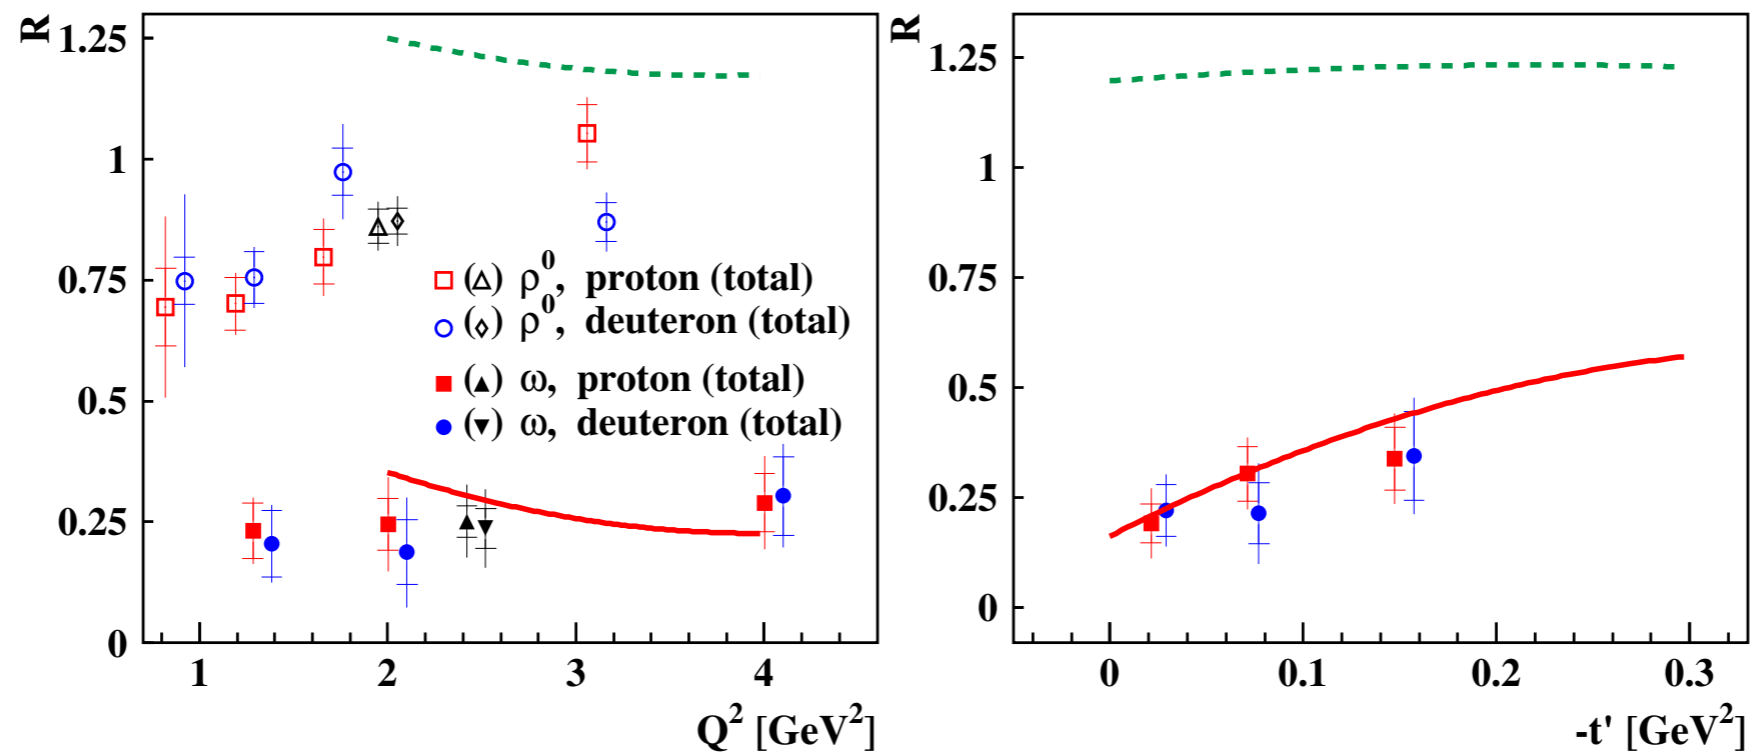 R
1.25
1
0.75
0.5
0.25
0
1 2 3 4
Q² [GeV²]
(△) ρ⁰, proton (total)
(◇) ρ⁰, deuteron (total)
(▲) ω, proton (total)
(▼) ω, deuteron (total)
R
1.25
1
0.75
0.5
0.25
0
0 0.1 0.2 0.3
-t' [GeV²]